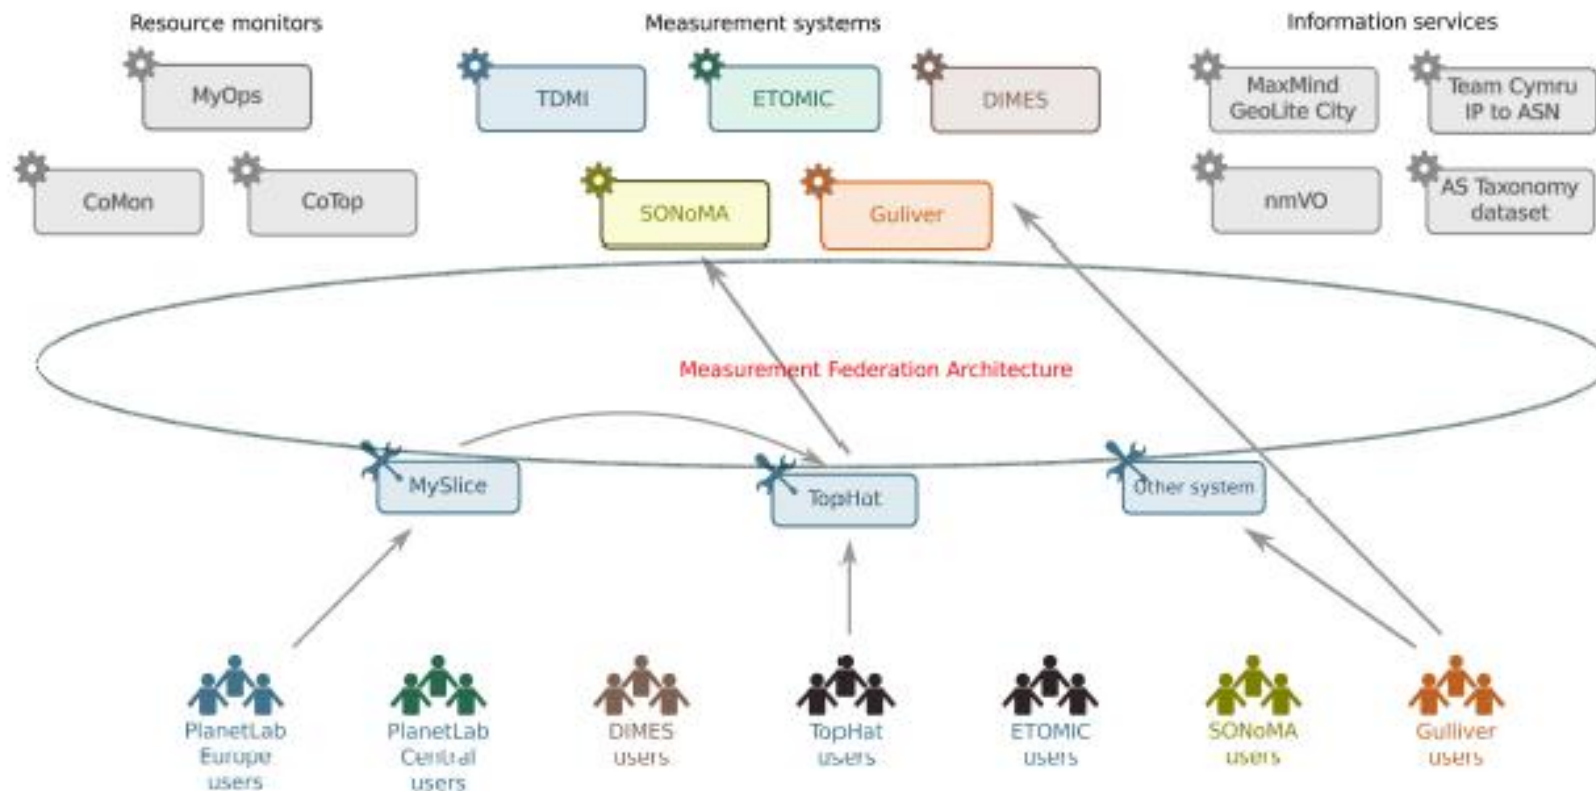 Resource monitors
Measurement systems
Information services
MyOps
TDMI
ETOMIC
DIMES
MaxMind
GeoLite City
Team Cymru
IP to ASN
CoMon
CoTop
SONoMA
Guliver
nmVO
AS Taxonomy
dataset
Measurement Federation Architecture
MySlice
TopHat
Other system
PlanetLab
Europe
users
PlanetLab
Central
users
DIMES
users
TopHat
users
ETOMIC
users
SONoMA
users
Gulliver
users